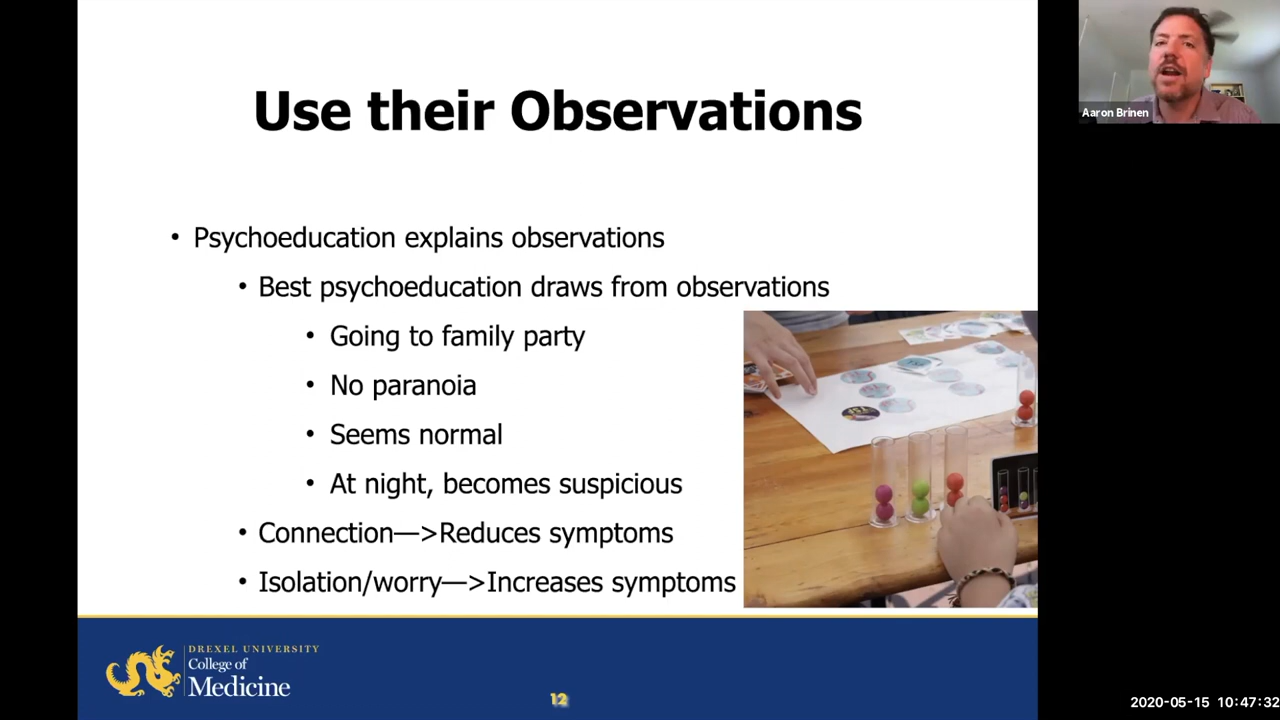 Use their Observations
• Psychoeducation explains observations
• Best psychoeducation draws from observations
• Going to family party
• No paranoia
• Seems normal
• At night, becomes suspicious
• Connection—>Reduces symptoms
• Isolation/worry—>Increases symptoms
DREXEL UNIVERSITY
College of
Medicine
12
Aaron Brinen
2020-05-15 10:47:32